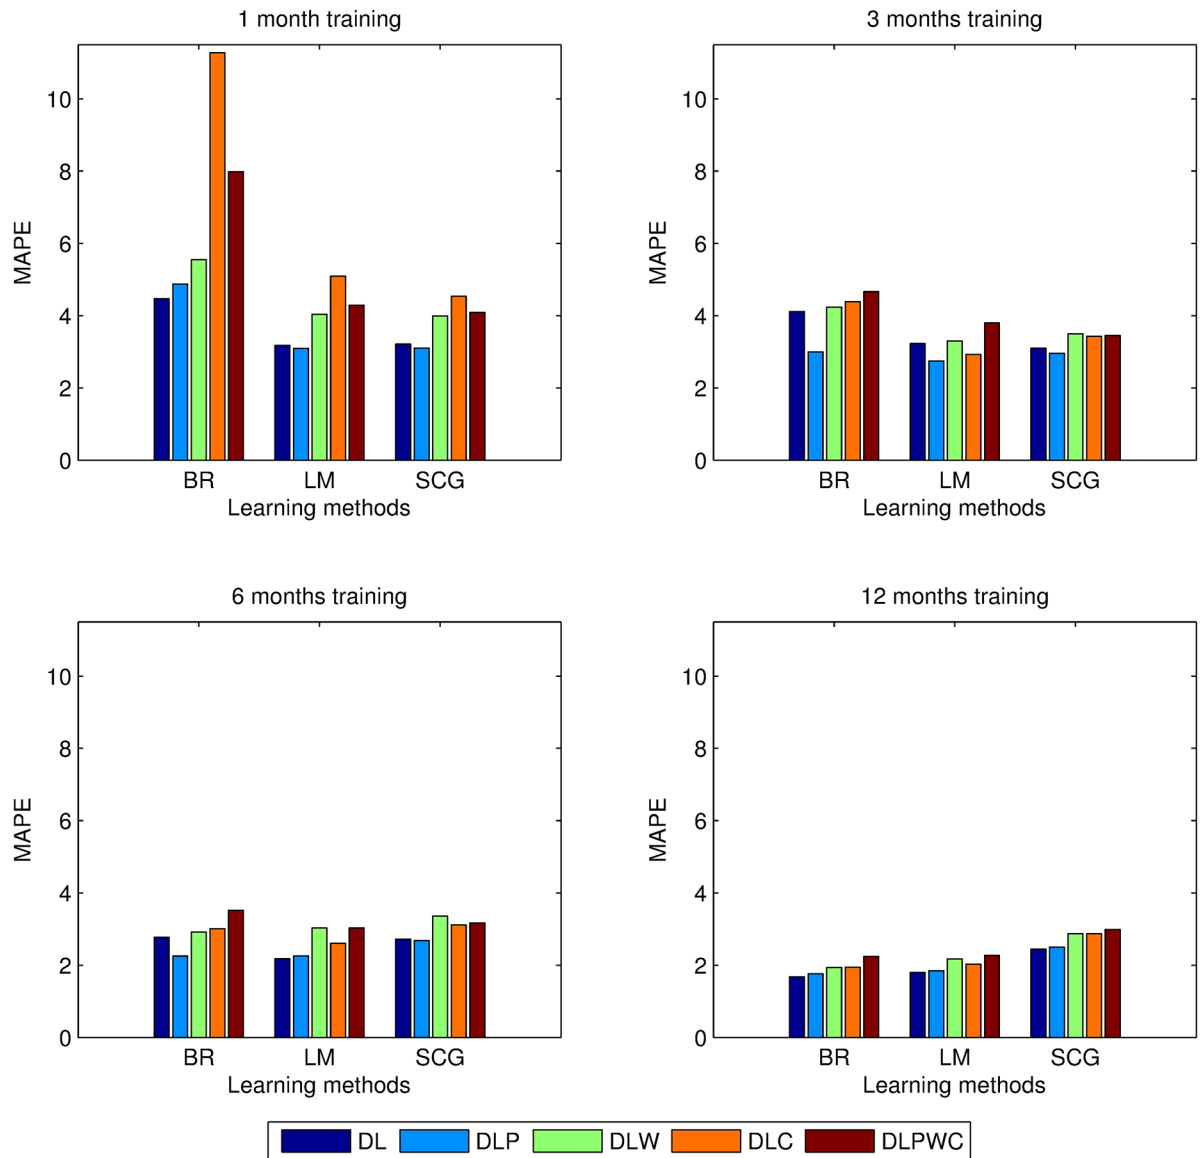 1 month training
10
8
6
4
2
0
MAPE
BR LM SCG
Learning methods
3 months training
10
8
6
4
2
0
MAPE
BR LM SCG
Learning methods
6 months training
10
8
6
4
2
0
MAPE
BR LM SCG
Learning methods
12 months training
10
8
6
4
2
0
MAPE
BR LM SCG
Learning methods
DL DLP DLW DLC DLPWC